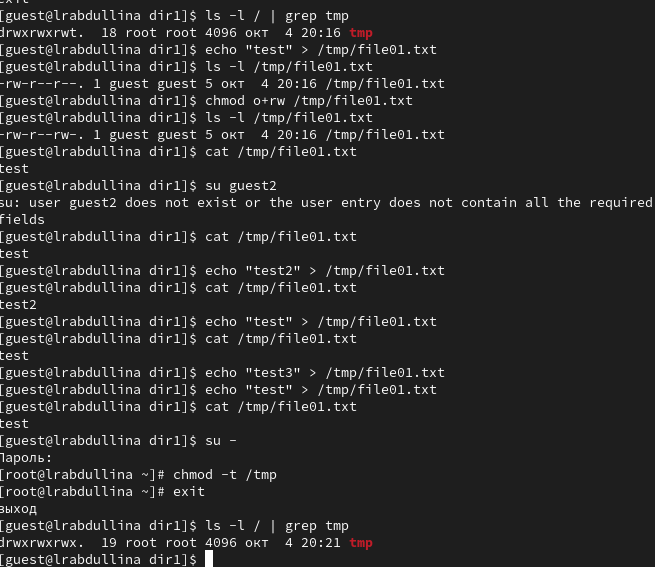 exit
[guest@lrabdullina dir1]$ ls -l / | grep tmp
drwxrwxrwt.  18 root root 4096 окт  4 20:16 tmp
[guest@lrabdullina dir1]$ echo "test" > /tmp/file01.txt
[guest@lrabdullina dir1]$ ls -l /tmp/file01.txt
-rw-r--r--. 1 guest guest 5 окт  4 20:16 /tmp/file01.txt
[guest@lrabdullina dir1]$ chmod o+rw /tmp/file01.txt
[guest@lrabdullina dir1]$ ls -l /tmp/file01.txt
-rw-r--rw-. 1 guest guest 5 окт  4 20:16 /tmp/file01.txt
[guest@lrabdullina dir1]$ cat /tmp/file01.txt
test
[guest@lrabdullina dir1]$ su guest2
su: user guest2 does not exist or the user entry does not contain all the required
fields
[guest@lrabdullina dir1]$ cat /tmp/file01.txt
test
[guest@lrabdullina dir1]$ echo "test2" > /tmp/file01.txt
[guest@lrabdullina dir1]$ cat /tmp/file01.txt
test2
[guest@lrabdullina dir1]$ echo "test" > /tmp/file01.txt
[guest@lrabdullina dir1]$ cat /tmp/file01.txt
test
[guest@lrabdullina dir1]$ echo "test3" > /tmp/file01.txt
[guest@lrabdullina dir1]$ echo "test" > /tmp/file01.txt
[guest@lrabdullina dir1]$ cat /tmp/file01.txt
test
[guest@lrabdullina dir1]$ su -
Пароль:
[root@lrabdullina ~]# chmod -t /tmp
[root@lrabdullina ~]# exit
выход
[guest@lrabdullina dir1]$ ls -l / | grep tmp
drwxrwxrwx.  19 root root 4096 окт  4 20:21 tmp
[guest@lrabdullina dir1]$